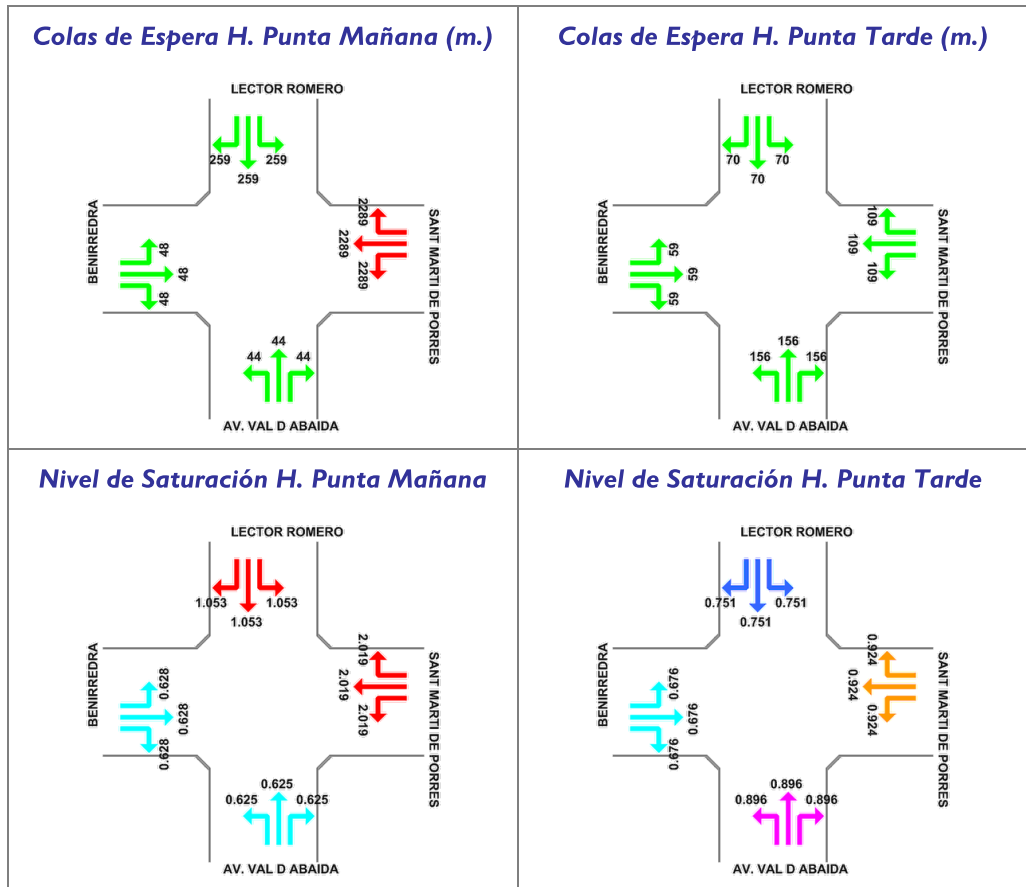 Colas de Espera H. Punta Mañana (m.)
LECTOR ROMERO
259 259
259
BENIRREDRA
48
48
48
2289
2289
2289
SANT MARTI DE PORRES
44
44 44
AV. VAL D ABAIDA
Colas de Espera H. Punta Tarde (m.)
LECTOR ROMERO
70 70
70
BENIRREDRA
59
59
59
109
109
109
SANT MARTI DE PORRES
156
156 156
AV. VAL D ABAIDA
Nivel de Saturación H. Punta Mañana
LECTOR ROMERO
1.053 1.053
1.053
BENIRREDRA
0.628
0.628
0.628
2.019
2.019
2.019
SANT MARTI DE PORRES
0.625
0.625 0.625
AV. VAL D ABAIDA
Nivel de Saturación H. Punta Tarde
LECTOR ROMERO
0.751 0.751
0.751
BENIRREDRA
0.676
0.676
0.676
0.924
0.924
0.924
SANT MARTI DE PORRES
0.896
0.896 0.896
AV. VAL D ABAIDA